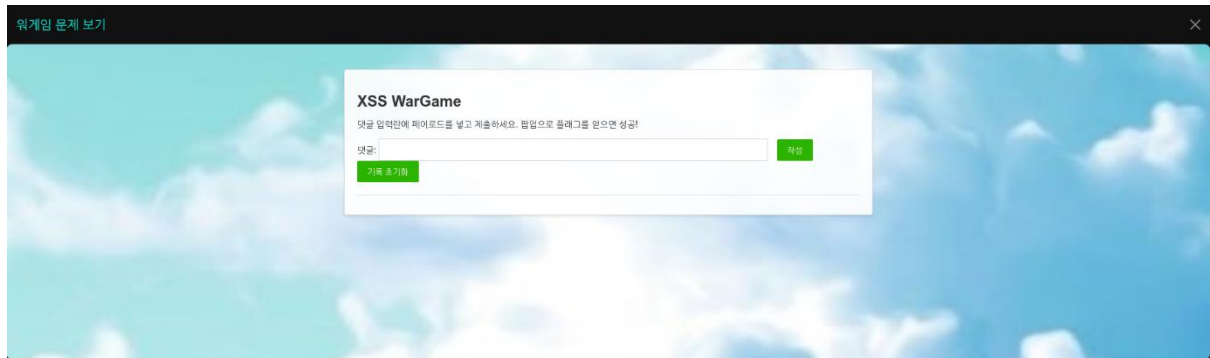 워게임 문제 보기
XSS WarGame
댓글 입력란에 페이로드를 넣고 제출하세요. 팝업으로 플래그를 얻으면 성공!
댓글: 작성
기록 초기화